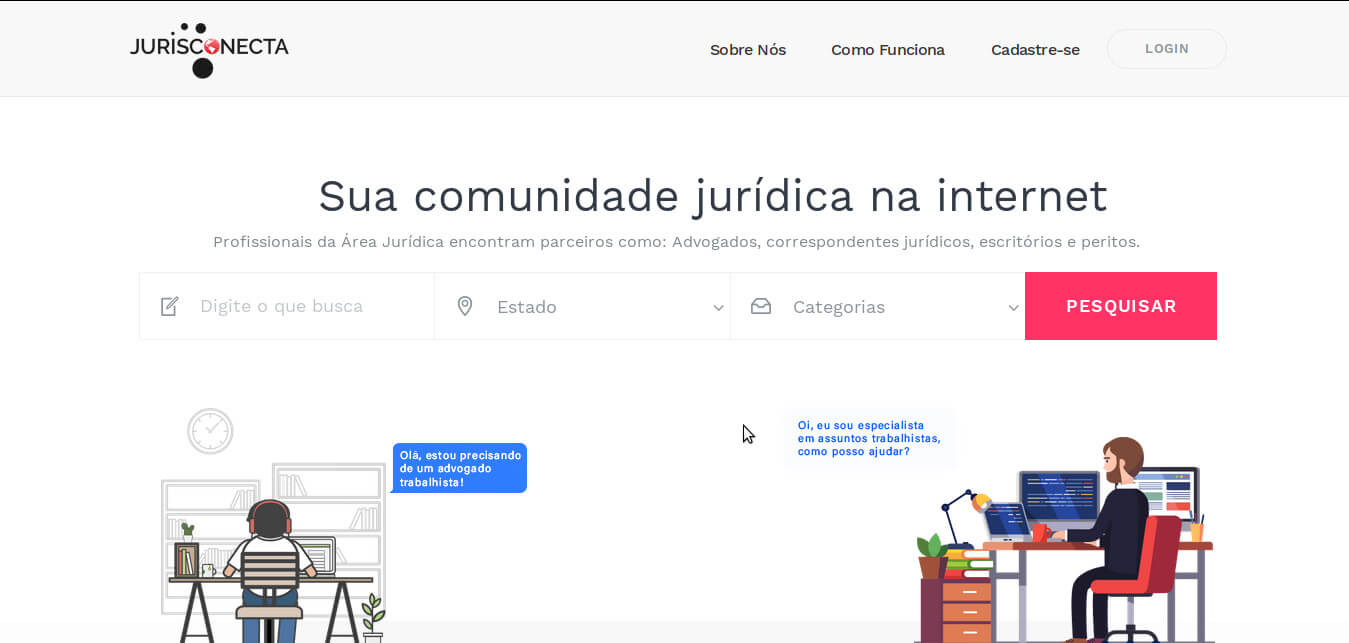 JURISCONECTA
Sobre Nós
Como Funciona
Cadastre-se
LOGIN
Sua comunidade jurídica na internet
Profissionais da Área Jurídica encontram parceiros como: Advogados, correspondentes jurídicos, escritórios e peritos.
Digite o que busca
Estado
Categorias
PESQUISAR
Olá, estou precisando
de um advogado
trabalhista!
Oi, eu sou especialista
em assuntos trabalhistas,
como posso ajudar?